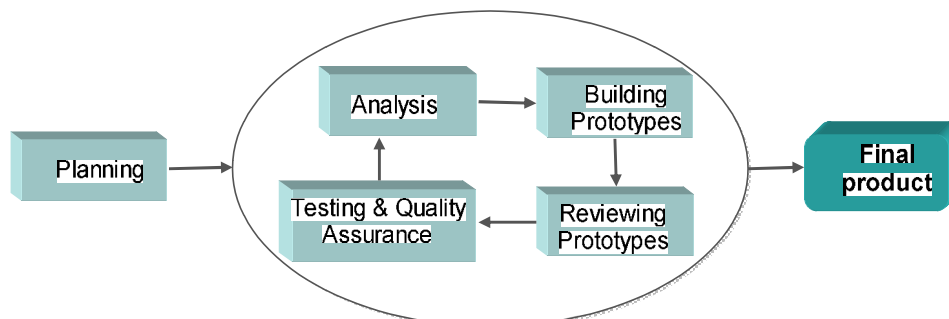 Planning
Analysis
Building
Prototypes
Reviewing
Prototypes
Testing & Quality
Assurance
Final
product